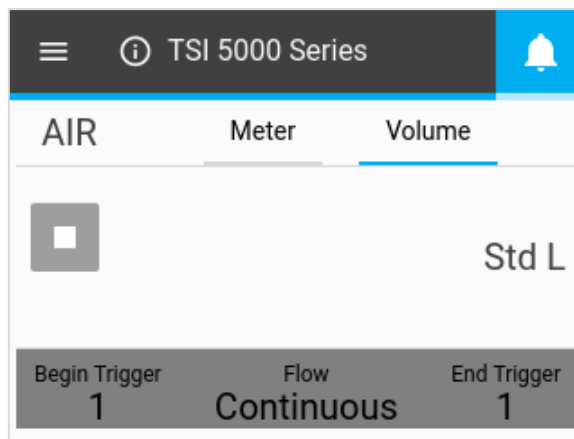 TSI 5000 Series
AIR Meter Volume
Std L
Begin Trigger Flow End Trigger
1 Continuous 1